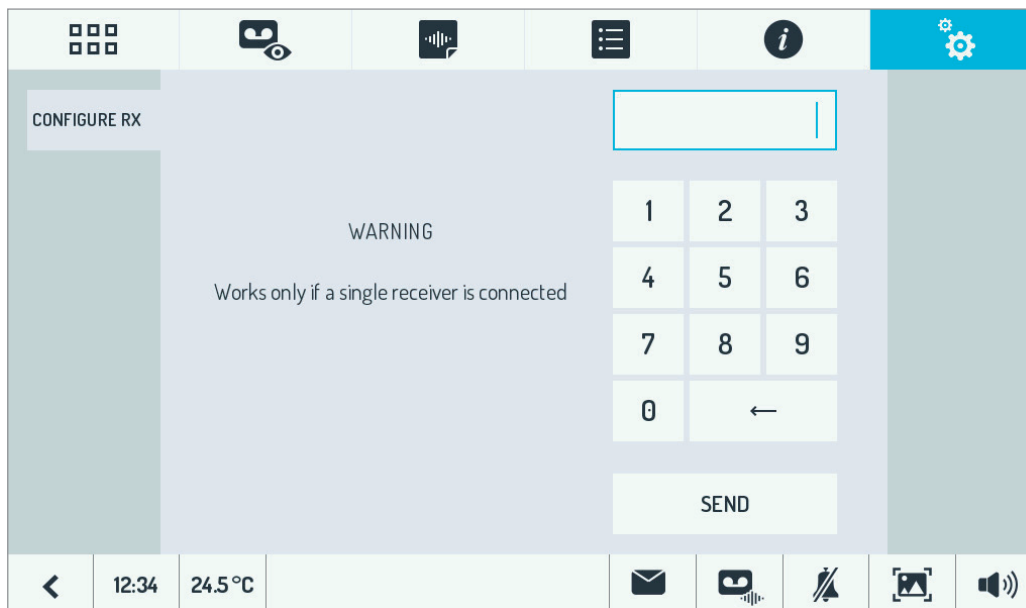 CONFIGURE RX
WARNING
Works only if a single receiver is connected
1 2 3
4 5 6
7 8 9
0 ←
SEND
12:34 24.5°C